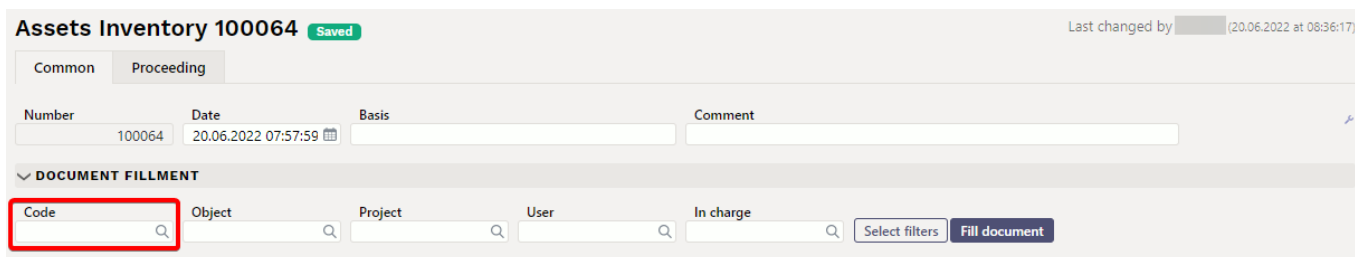 Assets Inventory 100064 Saved Last changed by (20.06.2022 at 08:36:17)
Common Proceeding
Number Date Basis Comment
100064 20.06.2022 07:57:59
DOCUMENT FILLMENT
Code Object Project User In charge
Select filters Fill document